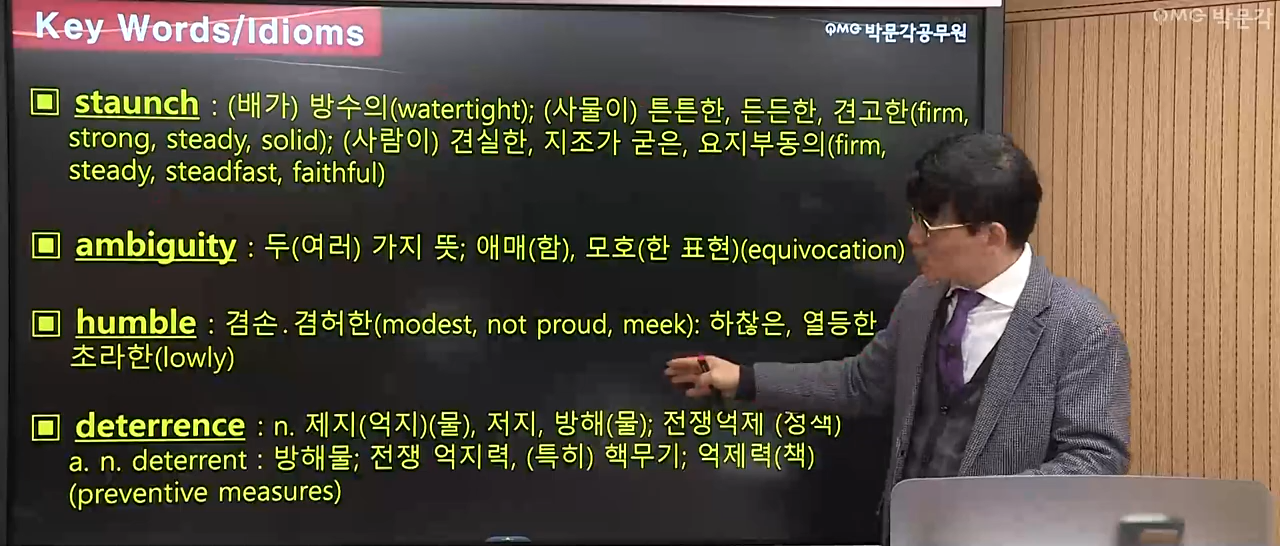 Key Words/Idioms
PMG 박문각공무원
PMG 박문각
▣ staunch : (배가) 방수의(watertight); (사물이) 튼튼한, 든든한, 견고한(firm,
strong, steady, solid); (사람이) 견실한, 지조가 굳은, 요지부동의(firm,
steady, steadfast, faithful)
▣ ambiguity : 두(여러) 가지 뜻; 애매(함), 모호(한 표현)(equivocation)
▣ humble : 겸손.겸허한(modest, not proud, meek): 하찮은, 열등한
초라한(lowly)
▣ deterrence : n. 제지(억지)(물), 저지, 방해(물); 전쟁억제 (정책)
a. n. deterrent : 방해물; 전쟁 억지력, (특히) 핵무기; 억제력(책)
(preventive measures)